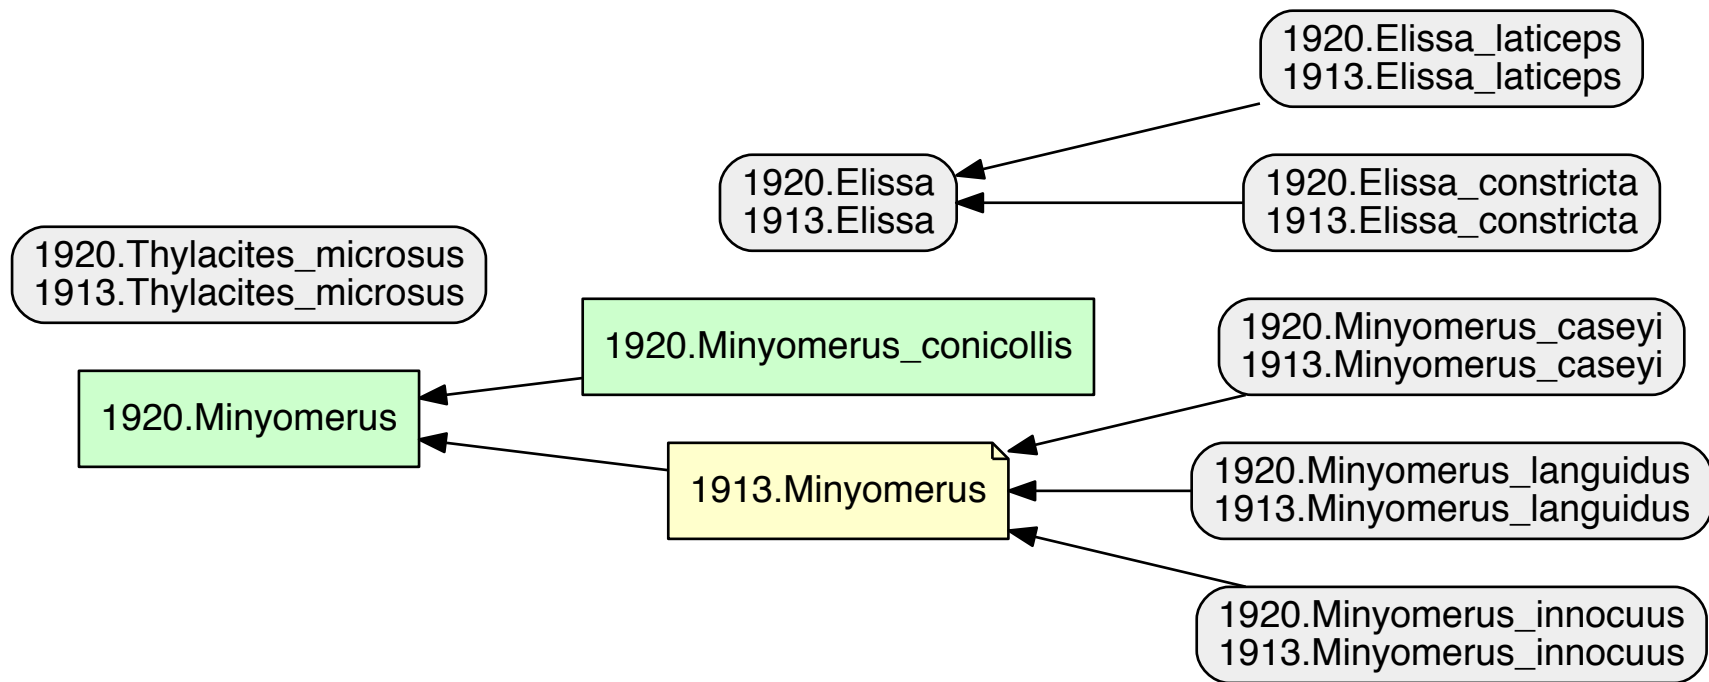 1920.Elissa_laticeps
1913.Elissa_laticeps
1920.Elissa
1913.Elissa
1920.Elissa_constricta
1913.Elissa_constricta
1920.Thylacites_microsus
1913.Thylacites_microsus
1920.Minyomerus_conicollis
1920.Minyomerus_caseyi
1913.Minyomerus_caseyi
1920.Minyomerus
1913.Minyomerus
1920.Minyomerus_languidus
1913.Minyomerus_languidus
1920.Minyomerus_innocuus
1913.Minyomerus_innocuus